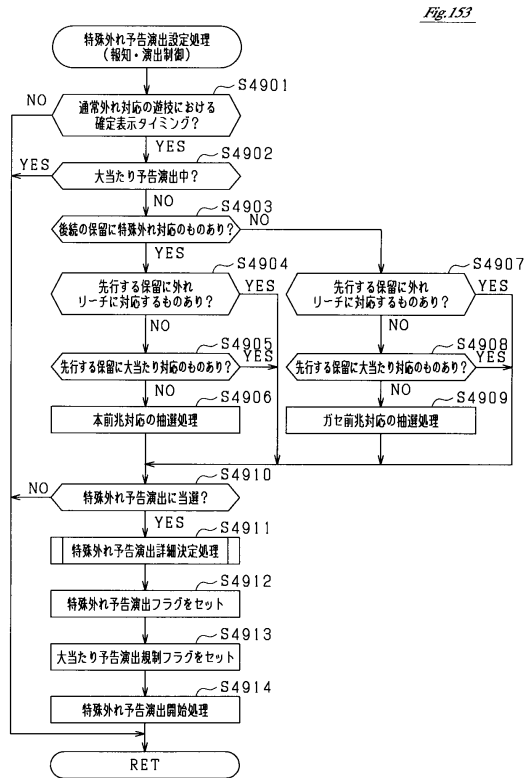 Fig.153
特殊外れ予告演出設定処理
(報知・演出制御)
S4901
NO
通常外れ対応の遊技における
確定表示タイミング?
YES
S4902
YES
大当たり予告演出中?
NO
S4903
後続の保留に特殊外れ対応のものあり?
NO
YES
S4904
先行する保留に外れ
リーチに対応するものあり?
YES
NO
S4905
先行する保留に大当たり対応のものあり?
YES
NO
S4906
本前兆対応の抽選処理
S4907
先行する保留に外れ
リーチに対応するものあり?
YES
NO
S4908
先行する保留に大当たり対応のものあり?
YES
NO
S4909
ガセ前兆対応の抽選処理
S4910
NO
特殊外れ予告演出に当選?
YES
S4911
特殊外れ予告演出詳細決定処理
S4912
特殊外れ予告演出フラグをセット
S4913
大当たり予告演出規制フラグをセット
S4914
特殊外れ予告演出開始処理
RET